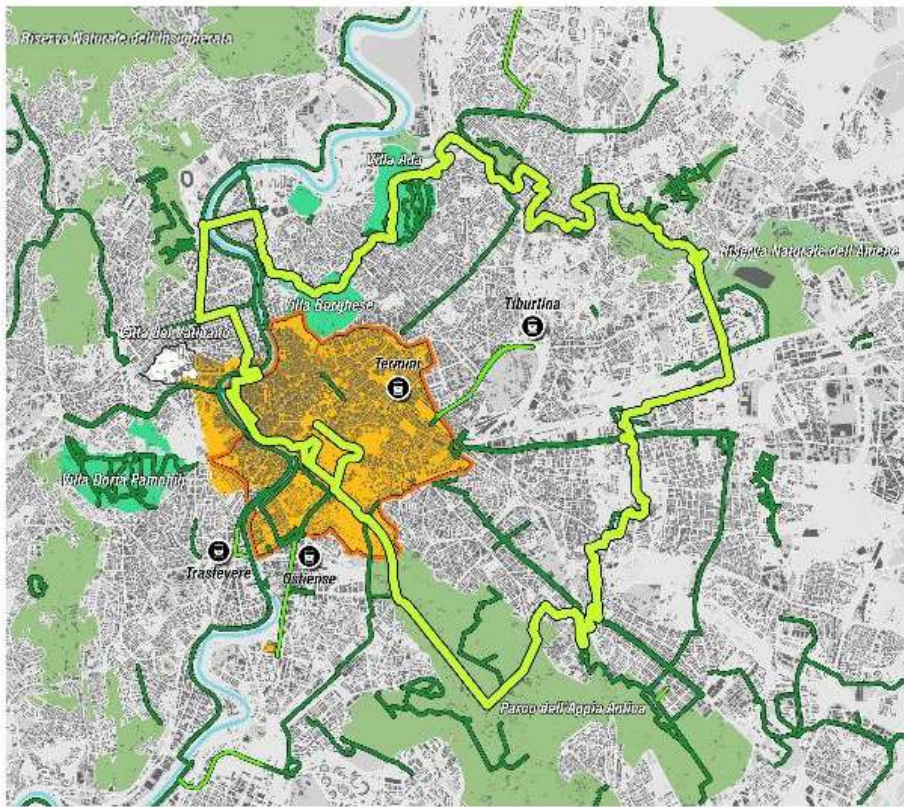 Riserva Naturale dell'Insugherata
Villa Ada
Riserva Naturale dell'Aniene
Villa Borghese
Tiburtina
Città del Vaticano
Termini
Villa Doria Pamphili
Trastevere
Ostiense
Parco dell'Appia Antica